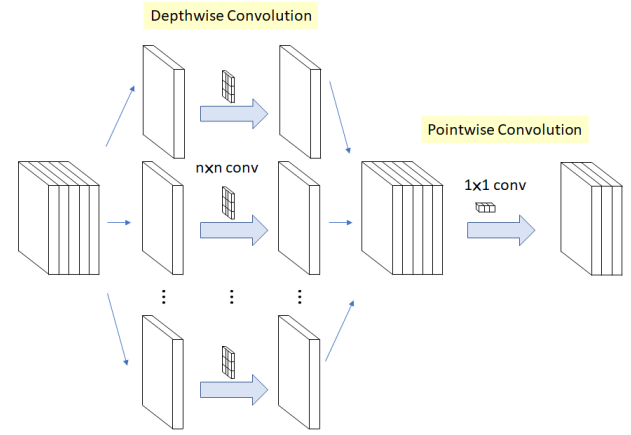 Depthwise Convolution
Pointwise Convolution
nxn conv
1x1 conv